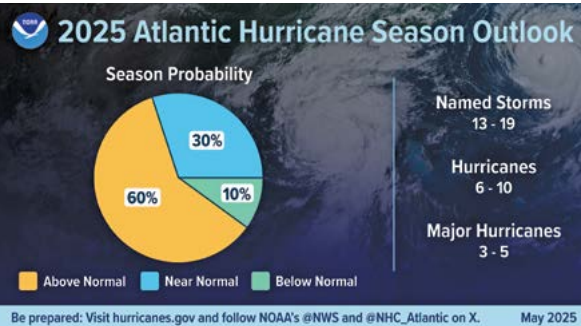 NOAA
2025 Atlantic Hurricane Season Outlook
Season Probability
30%
10%
60%
Above Normal
Near Normal
Below Normal
Named Storms
13 - 19
Hurricanes
6 - 10
Major Hurricanes
3 - 5
Be prepared: Visit hurricanes.gov and follow NOAA's @NWS and @NHC_Atlantic on X.
May 2025